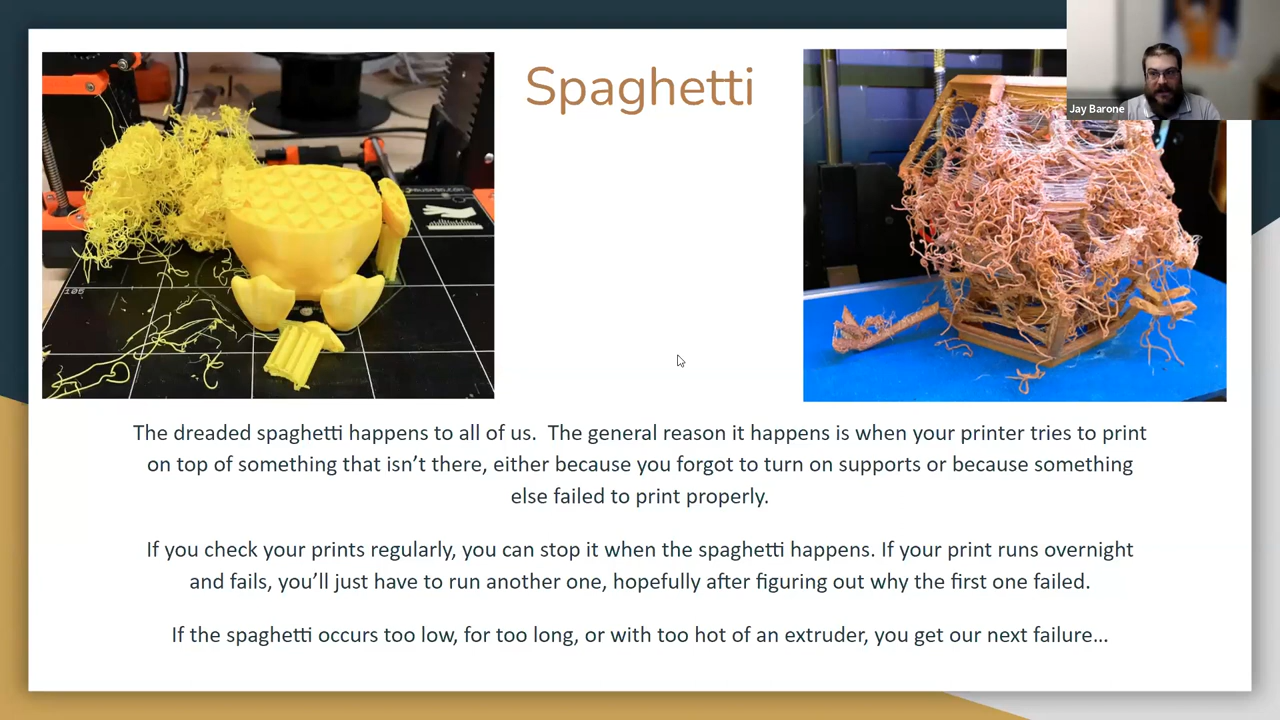 Spaghetti
Jay Barone
105
The dreaded spaghetti happens to all of us.  The general reason it happens is when your printer tries to print
on top of something that isn’t there, either because you forgot to turn on supports or because something
else failed to print properly.
If you check your prints regularly, you can stop it when the spaghetti happens. If your print runs overnight
and fails, you’ll just have to run another one, hopefully after figuring out why the first one failed.
If the spaghetti occurs too low, for too long, or with too hot of an extruder, you get our next failure...